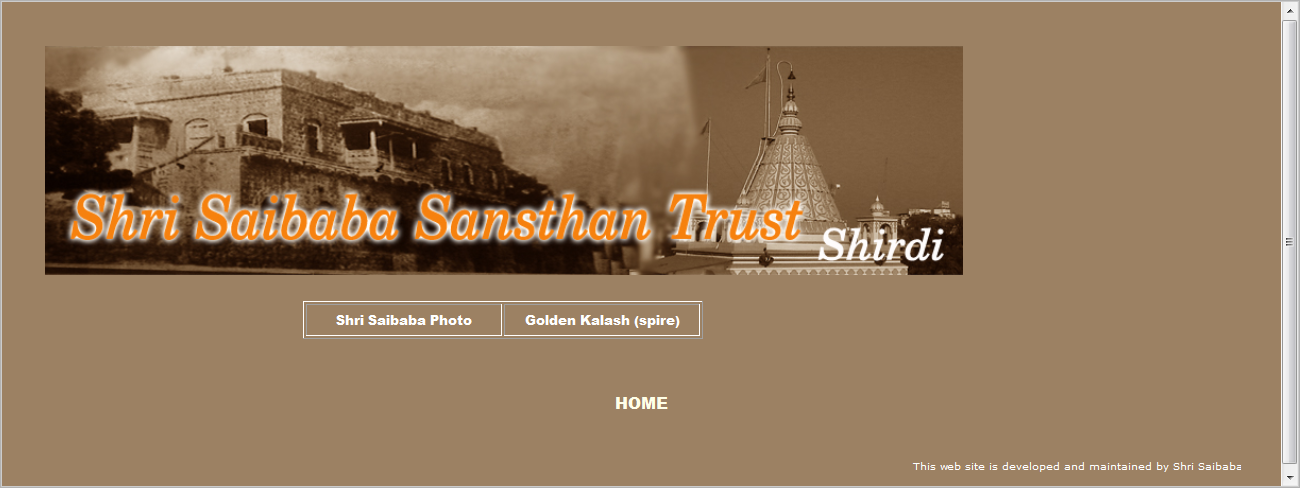 Shri Saibaba Sansthan Trust
Shirdi
Shri Saibaba Photo Golden Kalash (spire)
HOME
This web site is developed and maintained by Shri Saibaba